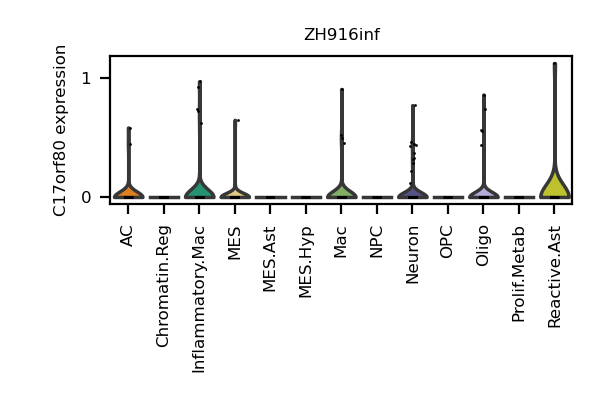 ZH916inf
C17orf80 expression
1
0
AC
Chromatin.Reg
Inflammatory.Mac
MES
MES.Ast
MES.Hyp
Mac
NPC
Neuron
OPC
Oligo
Prolif.Metab
Reactive.Ast